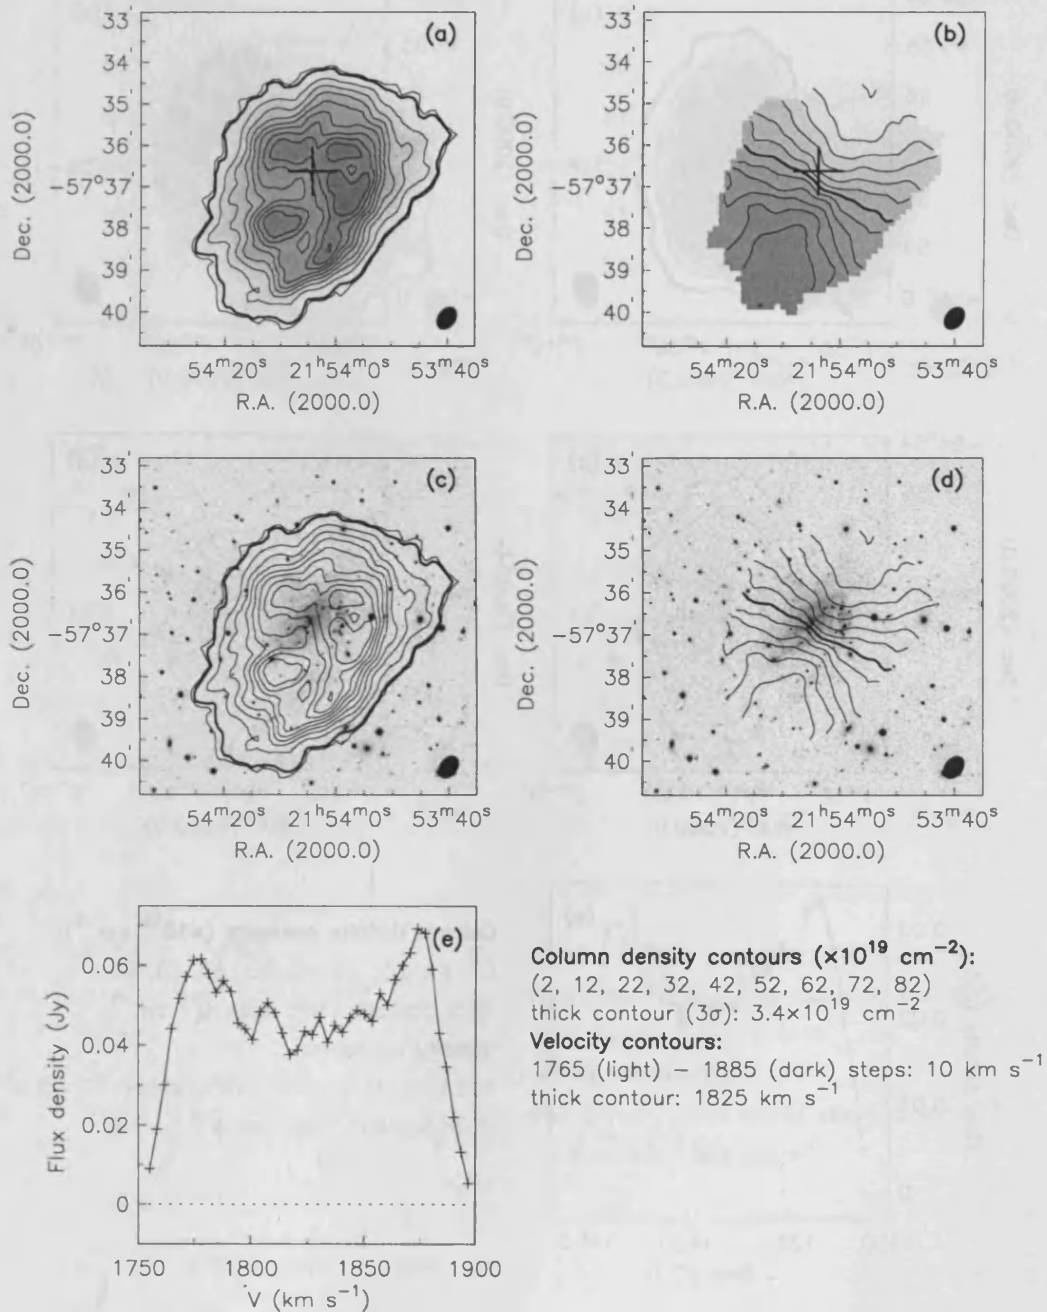 (a)
33'
34'
35'
36'
−57°37'
38'
39'
40'
Dec. (2000.0)
54ᵐ20ˢ 21ʰ54ᵐ0ˢ 53ᵐ40ˢ
R.A. (2000.0)
(b)
33'
34'
35'
36'
−57°37'
38'
39'
40'
Dec. (2000.0)
54ᵐ20ˢ 21ʰ54ᵐ0ˢ 53ᵐ40ˢ
R.A. (2000.0)
(c)
33'
34'
35'
36'
−57°37'
38'
39'
40'
Dec. (2000.0)
54ᵐ20ˢ 21ʰ54ᵐ0ˢ 53ᵐ40ˢ
R.A. (2000.0)
(d)
33'
34'
35'
36'
−57°37'
38'
39'
40'
Dec. (2000.0)
54ᵐ20ˢ 21ʰ54ᵐ0ˢ 53ᵐ40ˢ
R.A. (2000.0)
(e)
0.06
0.04
0.02
0
Flux density (Jy)
1750 1800 1850 1900
V (km s⁻¹)
Column density contours (×10¹⁹ cm⁻²):
(2, 12, 22, 32, 42, 52, 62, 72, 82)
thick contour (3σ): 3.4×10¹⁹ cm⁻²
Velocity contours:
1765 (light) − 1885 (dark) steps: 10 km s⁻¹
thick contour: 1825 km s⁻¹